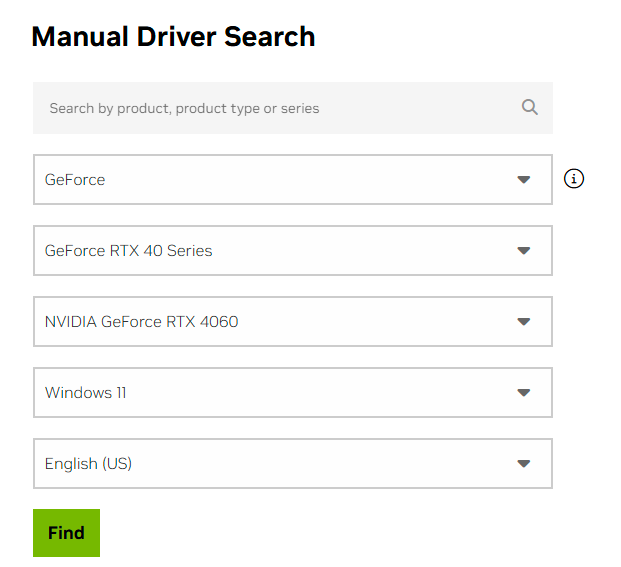 Manual Driver Search
Search by product, product type or series
GeForce
GeForce RTX 40 Series
NVIDIA GeForce RTX 4060
Windows 11
English (US)
Find